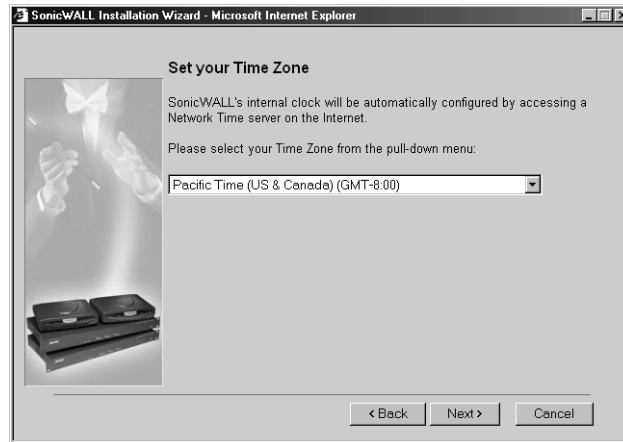 SonicWALL Installation Wizard - Microsoft Internet Explorer
Set your Time Zone
SonicWALL's internal clock will be automatically configured by accessing a
Network Time server on the Internet.
Please select your Time Zone from the pull-down menu:
Pacific Time (US & Canada) (GMT-8:00)
< Back Next > Cancel